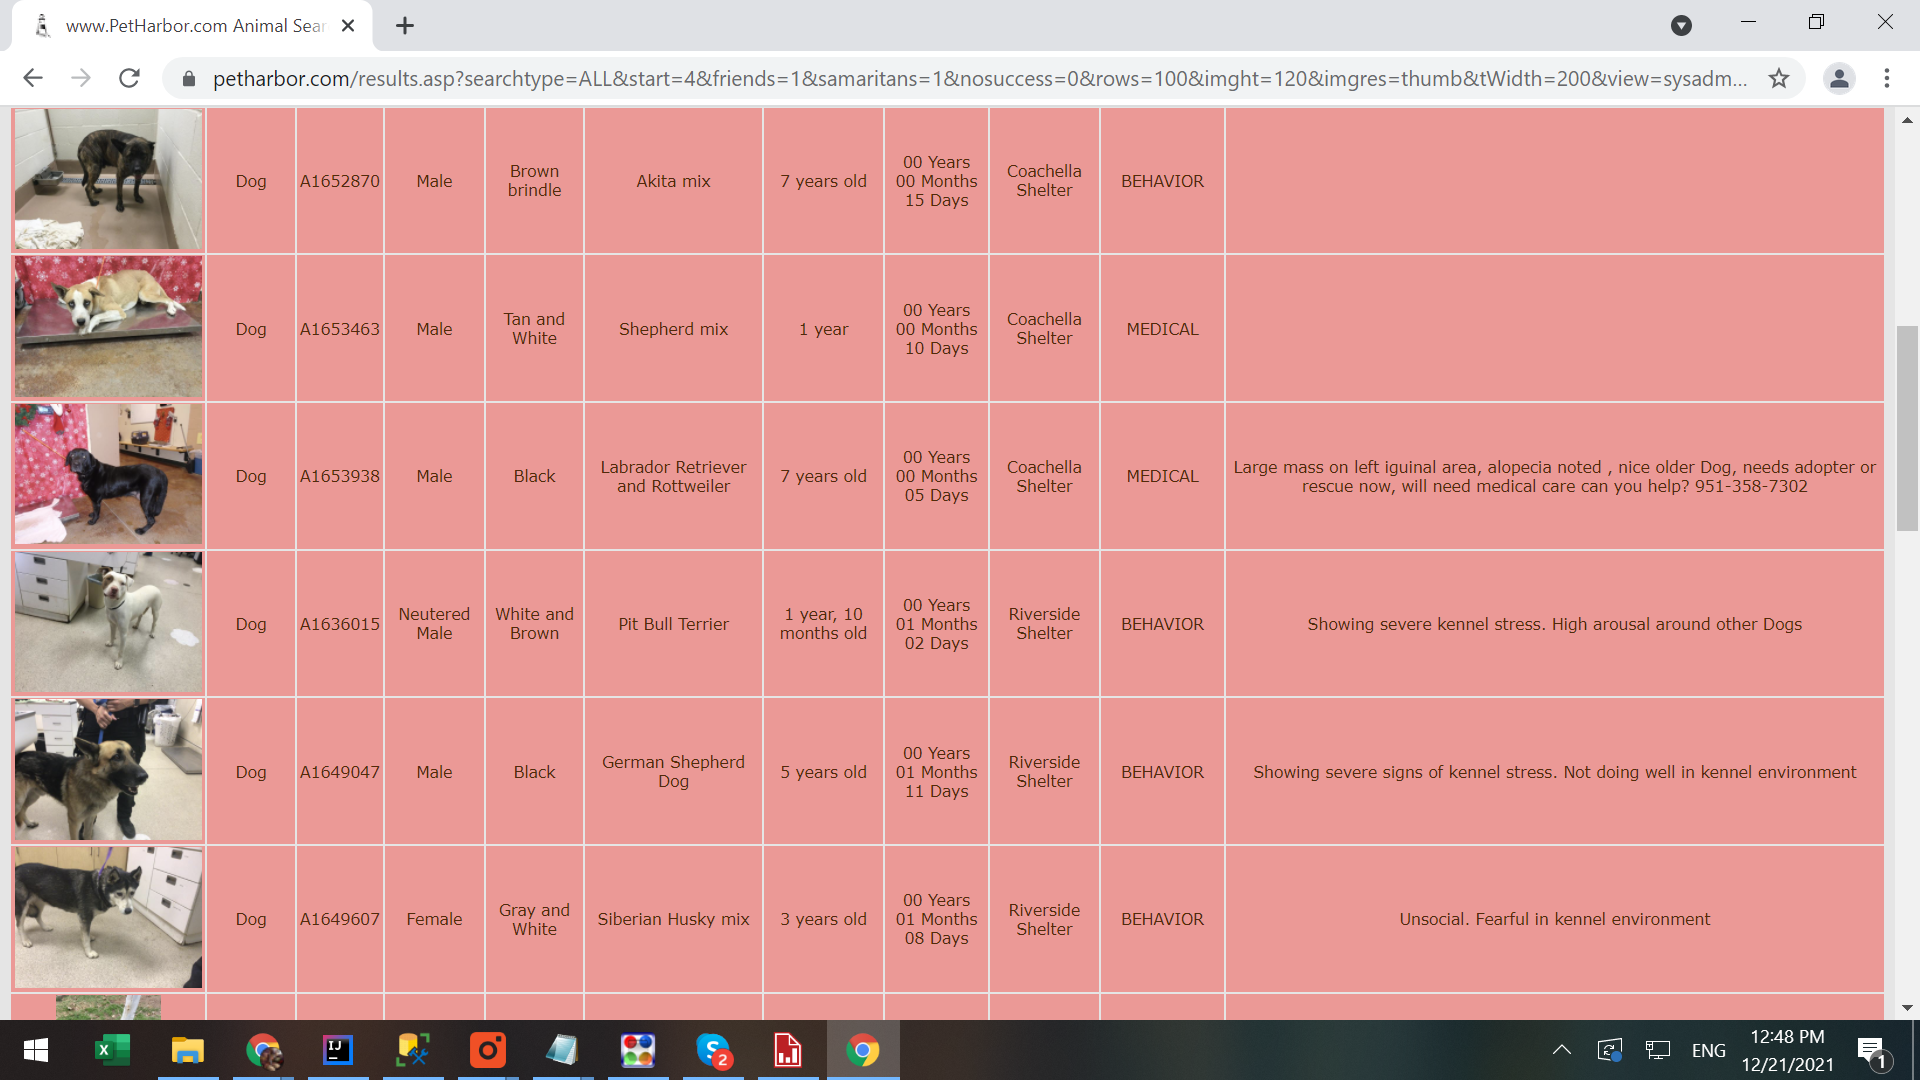 www.PetHarbor.com Animal Sear
petharbor.com/results.asp?searchtype=ALL&start=4&friends=1&samaritans=1&nosuccess=0&rows=100&imght=120&imgres=thumb&tWidth=200&view=sysadm...
Dog
A1652870
Male
Brown
brindle
Akita mix
7 years old
00 Years
00 Months
15 Days
Coachella
Shelter
BEHAVIOR
Dog
A1653463
Male
Tan and
White
Shepherd mix
1 year
00 Years
00 Months
10 Days
Coachella
Shelter
MEDICAL
Dog
A1653938
Male
Black
Labrador Retriever
and Rottweiler
7 years old
00 Years
00 Months
05 Days
Coachella
Shelter
MEDICAL
Large mass on left iguinal area, alopecia noted , nice older Dog, needs adopter or
rescue now, will need medical care can you help? 951-358-7302
Dog
A1636015
Neutered
Male
White and
Brown
Pit Bull Terrier
1 year, 10
months old
00 Years
01 Months
02 Days
Riverside
Shelter
BEHAVIOR
Showing severe kennel stress. High arousal around other Dogs
Dog
A1649047
Male
Black
German Shepherd
Dog
5 years old
00 Years
01 Months
11 Days
Riverside
Shelter
BEHAVIOR
Showing severe signs of kennel stress. Not doing well in kennel environment
Dog
A1649607
Female
Gray and
White
Siberian Husky mix
3 years old
00 Years
01 Months
08 Days
Riverside
Shelter
BEHAVIOR
Unsocial. Fearful in kennel environment
X
IJ
S
2
ENG
12:48 PM
12/21/2021
1